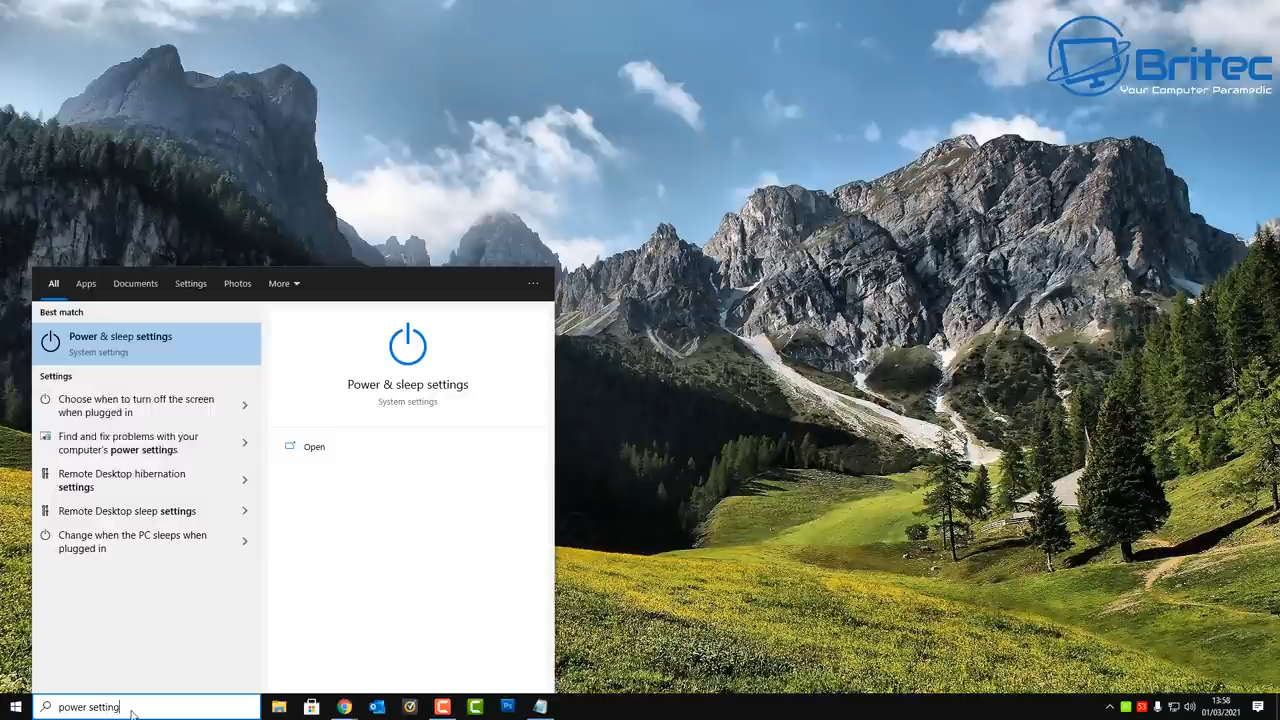 Britec
Your Computer Paramedic
All Apps Documents Settings Photos More ...
Best match
Power & sleep settings
System settings
Settings
Choose when to turn off the screen
when plugged in
Find and fix problems with your
computer's power settings
Remote Desktop hibernation
settings
Remote Desktop sleep settings
Change when the PC sleeps when
plugged in
Power & sleep settings
System settings
Open
power setting
53
13:58
01/03/2021